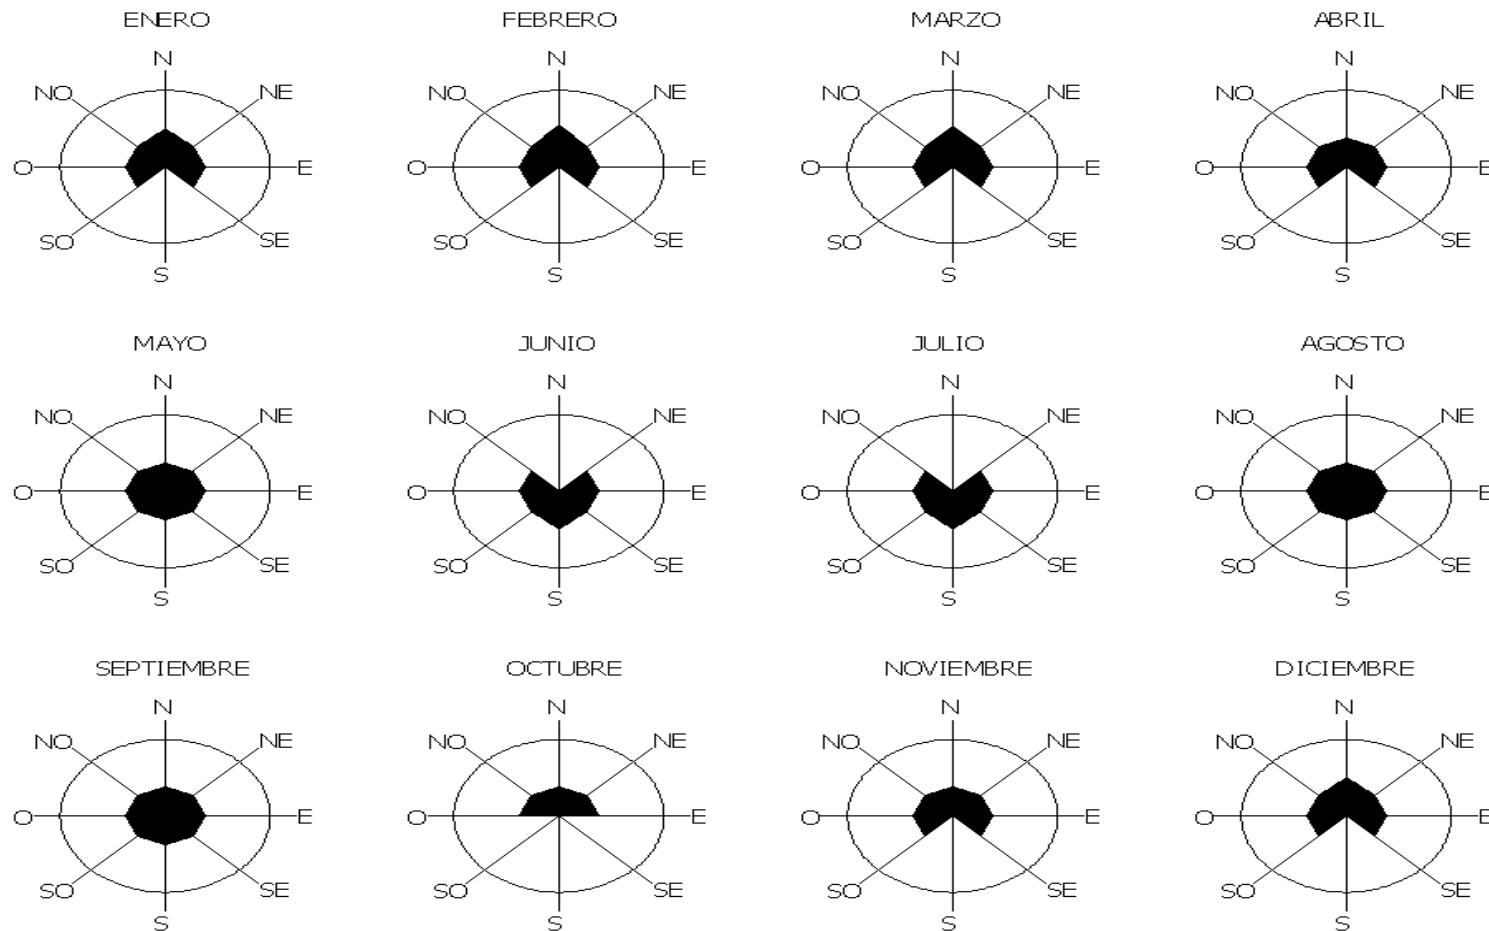 ENERO FEBRERO MARZO ABRIL
N N N N
NO NE NO NE NO NE NO NE
O E O E O E O E
SO SE SO SE SO SE SO SE
S S S S
MAYO JUNIO JULIO AGOSTO
N N N N
NO NE NO NE NO NE NO NE
O E O E O E O E
SO SE SO SE SO SE SO SE
S S S S
SEPTIEMBRE OCTUBRE NOVIEMBRE DICIEMBRE
N N N N
NO NE NO NE NO NE NO NE
O E O E O E O E
SO SE SO SE SO SE SO SE
S S S S